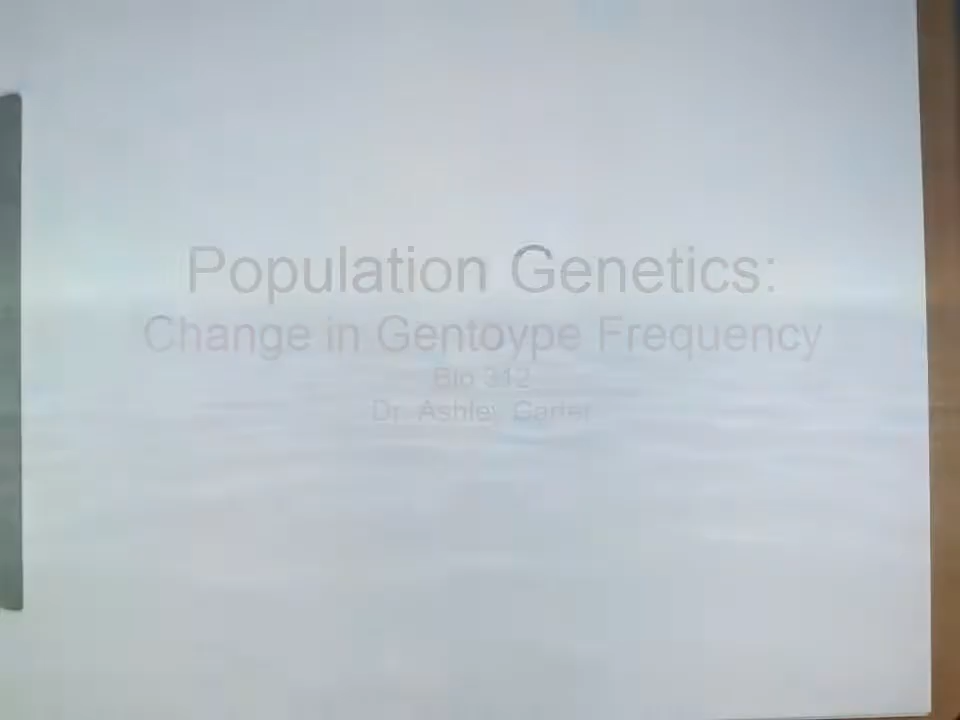 Population Genetics:
Change in Gentoype Frequency
Bio 312
Dr. Ashley Carter